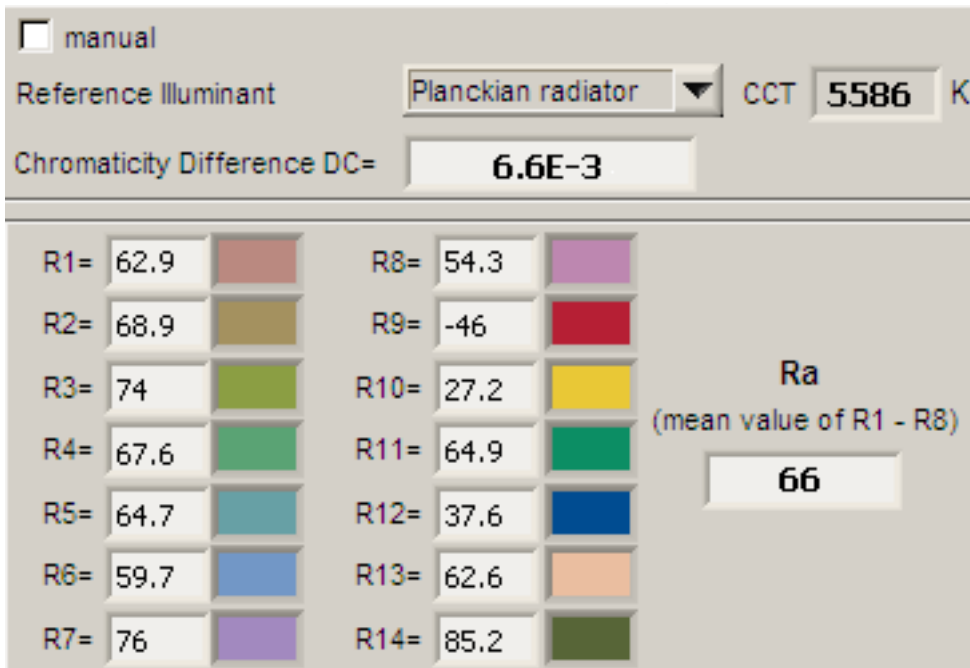 manual
Reference Illuminant Planckian radiator CCT 5586 K
Chromaticity Difference DC= 6.6E-3
R1= 62.9 R8= 54.3
R2= 68.9 R9= -46
R3= 74 R10= 27.2
Ra
(mean value of R1 - R8)
R4= 67.6 R11= 64.9
66
R5= 64.7 R12= 37.6
R6= 59.7 R13= 62.6
R7= 76 R14= 85.2